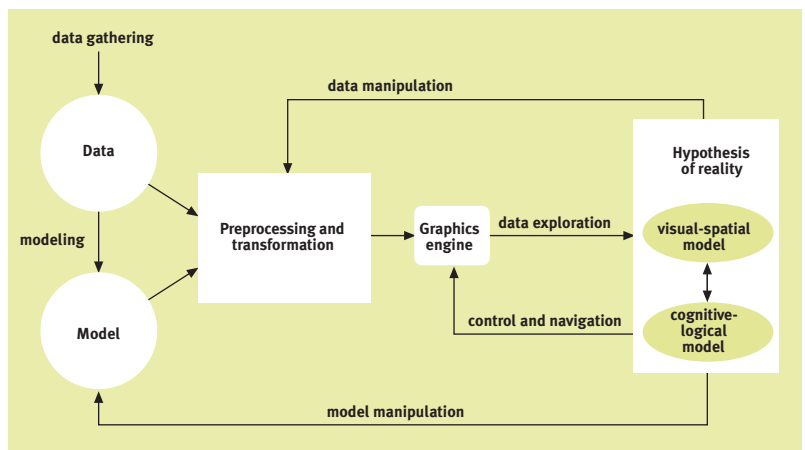 data gathering
data manipulation
Data
Hypothesis
of reality
Preprocessing and
transformation
Graphics
engine
data exploration
visual-spatial
model
modeling
Model
control and navigation
cognitive-
logical
model
model manipulation